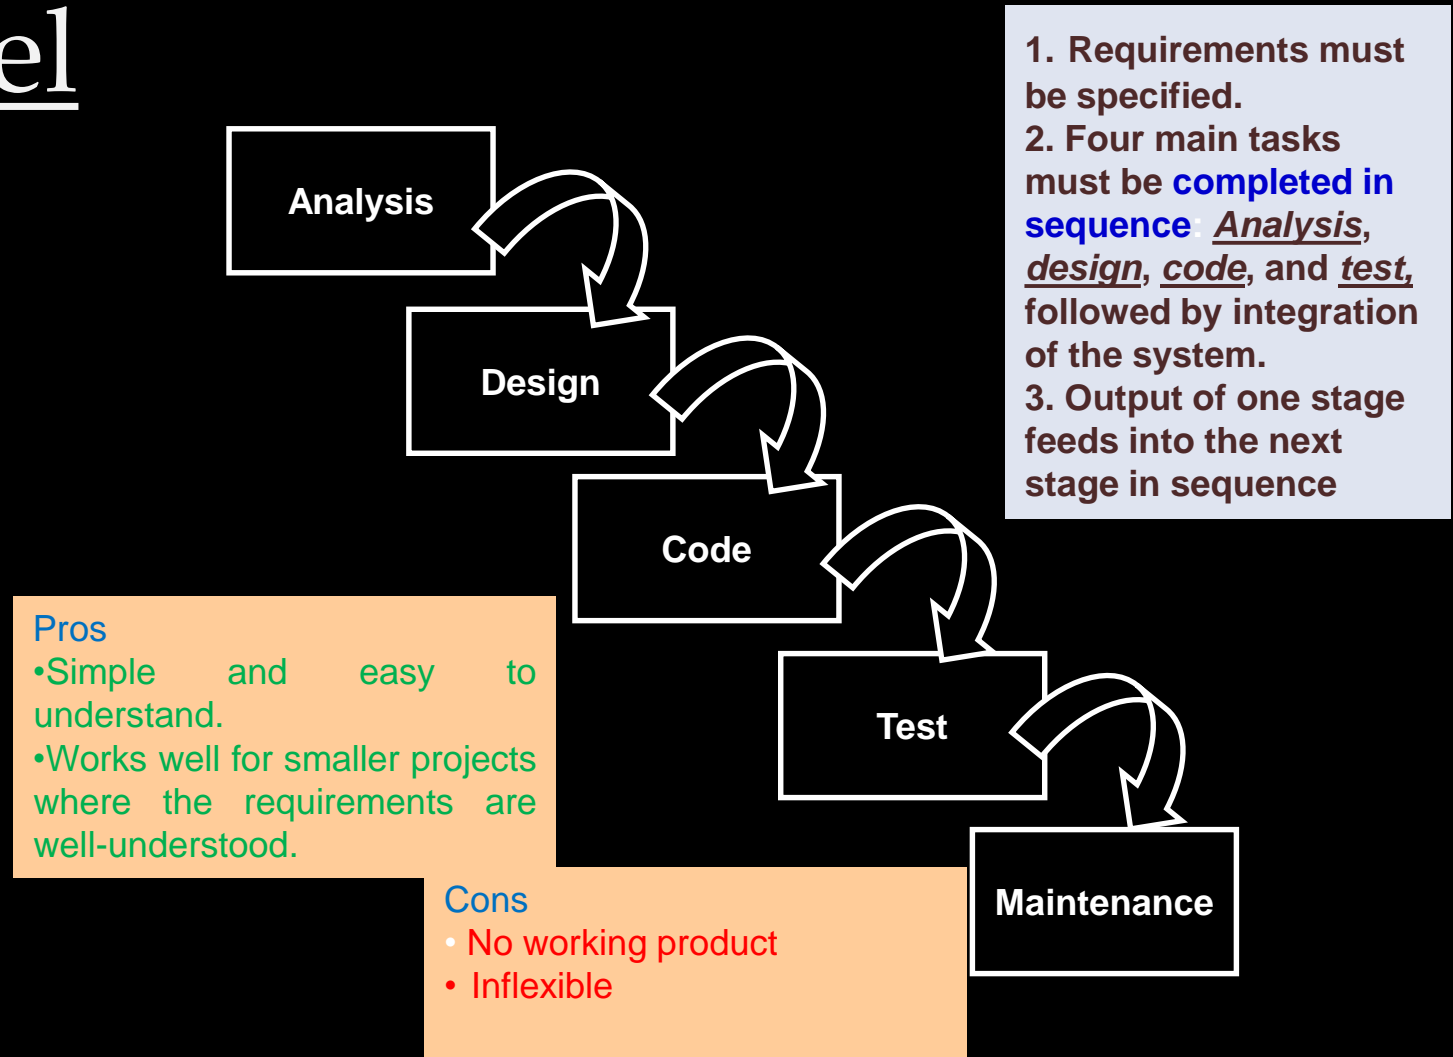 el
1. Requirements must
be specified.
2. Four main tasks
must be completed in
sequence: Analysis,
design, code, and test,
followed by integration
of the system.
3. Output of one stage
feeds into the next
stage in sequence
Analysis
Design
Code
Test
Maintenance
Pros
•Simple and easy to
understand.
•Works well for smaller projects
where the requirements are
well-understood.
Cons
• No working product
• Inflexible